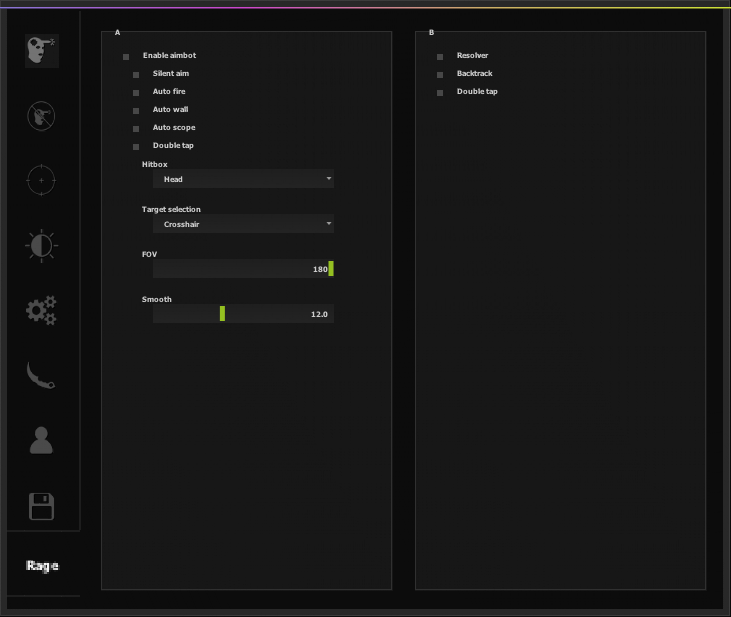 A
Enable aimbot
Silent aim
Auto fire
Auto wall
Auto scope
Double tap
Hitbox
Head
Target selection
Crosshair
FOV
180
Smooth
12.0
B
Resolver
Backtrack
Double tap
Rage